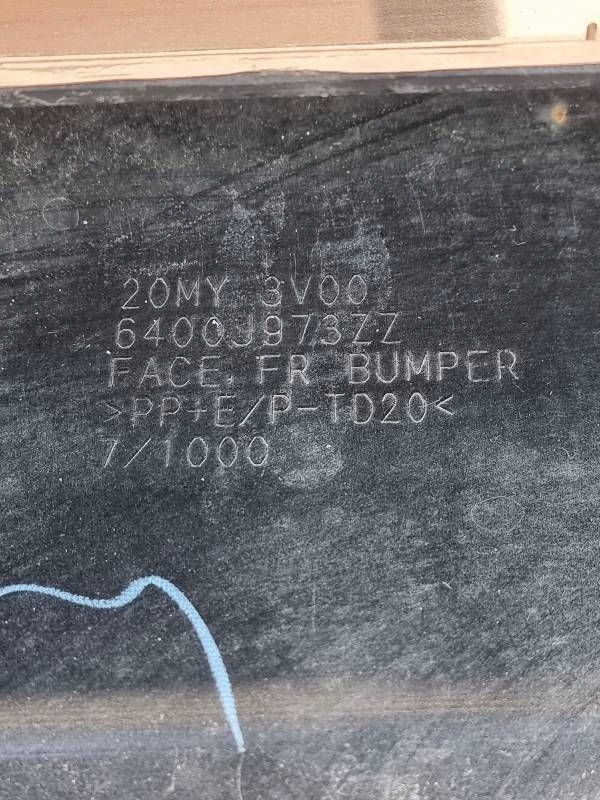 20MY 3V00
6400J973ZZ
FACE, FR BUMPER
>PP+E/P-TD20<
7/1000